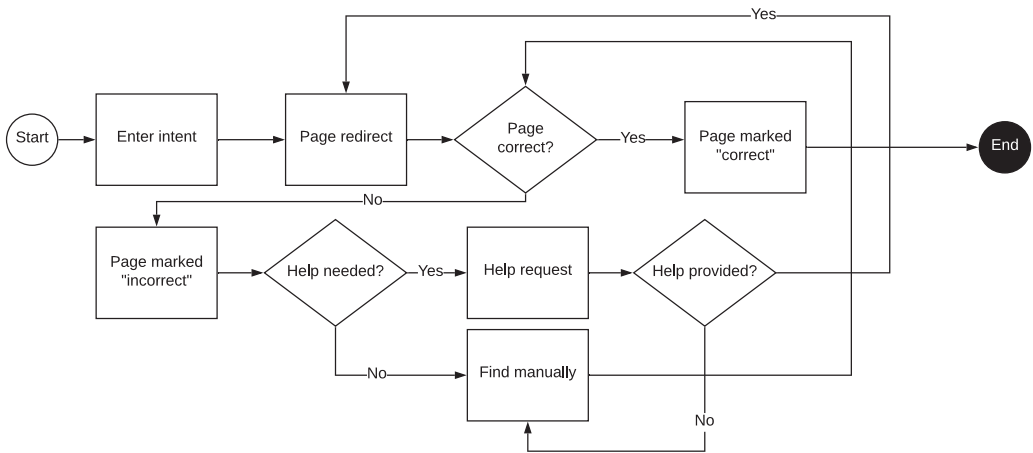 Yes
Start
Enter intent
Page redirect
Page
correct?
Yes
Page marked
"correct"
End
No
Page marked
"incorrect"
Help needed?
Yes
Help request
Help provided?
No
Find manually
No